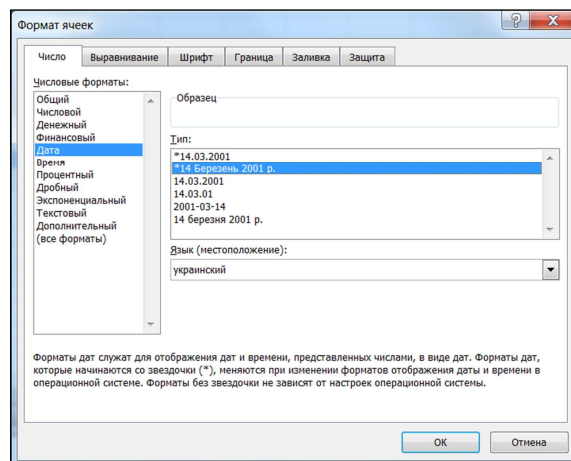 Формат ячеек
Число
Выравнивание
Шрифт
Граница
Заливка
Защита
Числовые форматы:
Общий
Числовой
Денежный
Финансовый
Дата
Время
Процентный
Дробный
Экспоненциальный
Текстовый
Дополнительный
(все форматы)
Образец
Тип:
*14.03.2001
*14 Березень 2001 р.
14.03.2001
14.03.01
2001-03-14
14 березня 2001 р.
Язык (местоположение):
украинский
Форматы дат служат для отображения дат и времени, представленных числами, в виде дат. Форматы дат,
которые начинаются со звездочки (*), меняются при изменении форматов отображения даты и времени в
операционной системе. Форматы без звездочки не зависят от настроек операционной системы.
ОК
Отмена